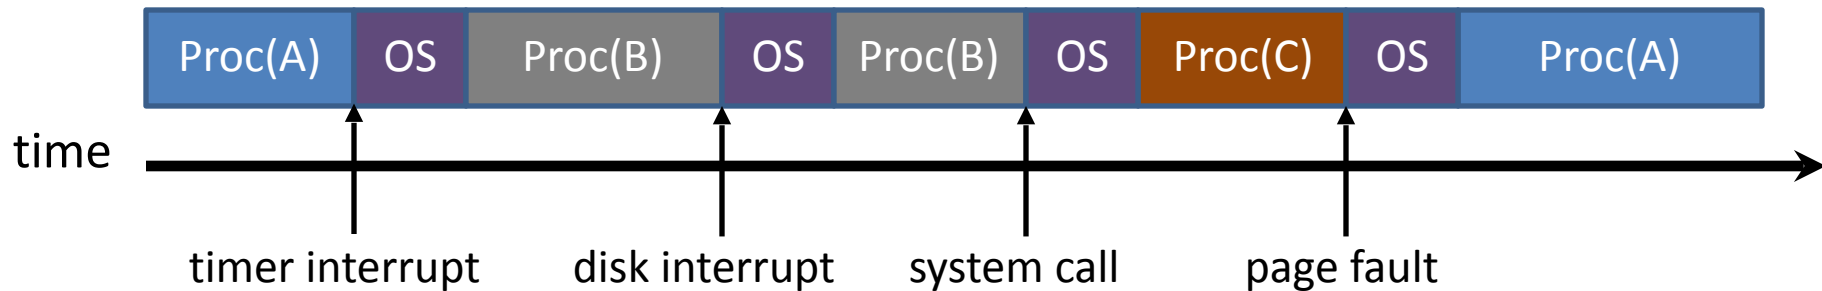 Proc(A) OS Proc(B) OS Proc(B) OS Proc(C) OS Proc(A)
time
timer interrupt disk interrupt system call page fault